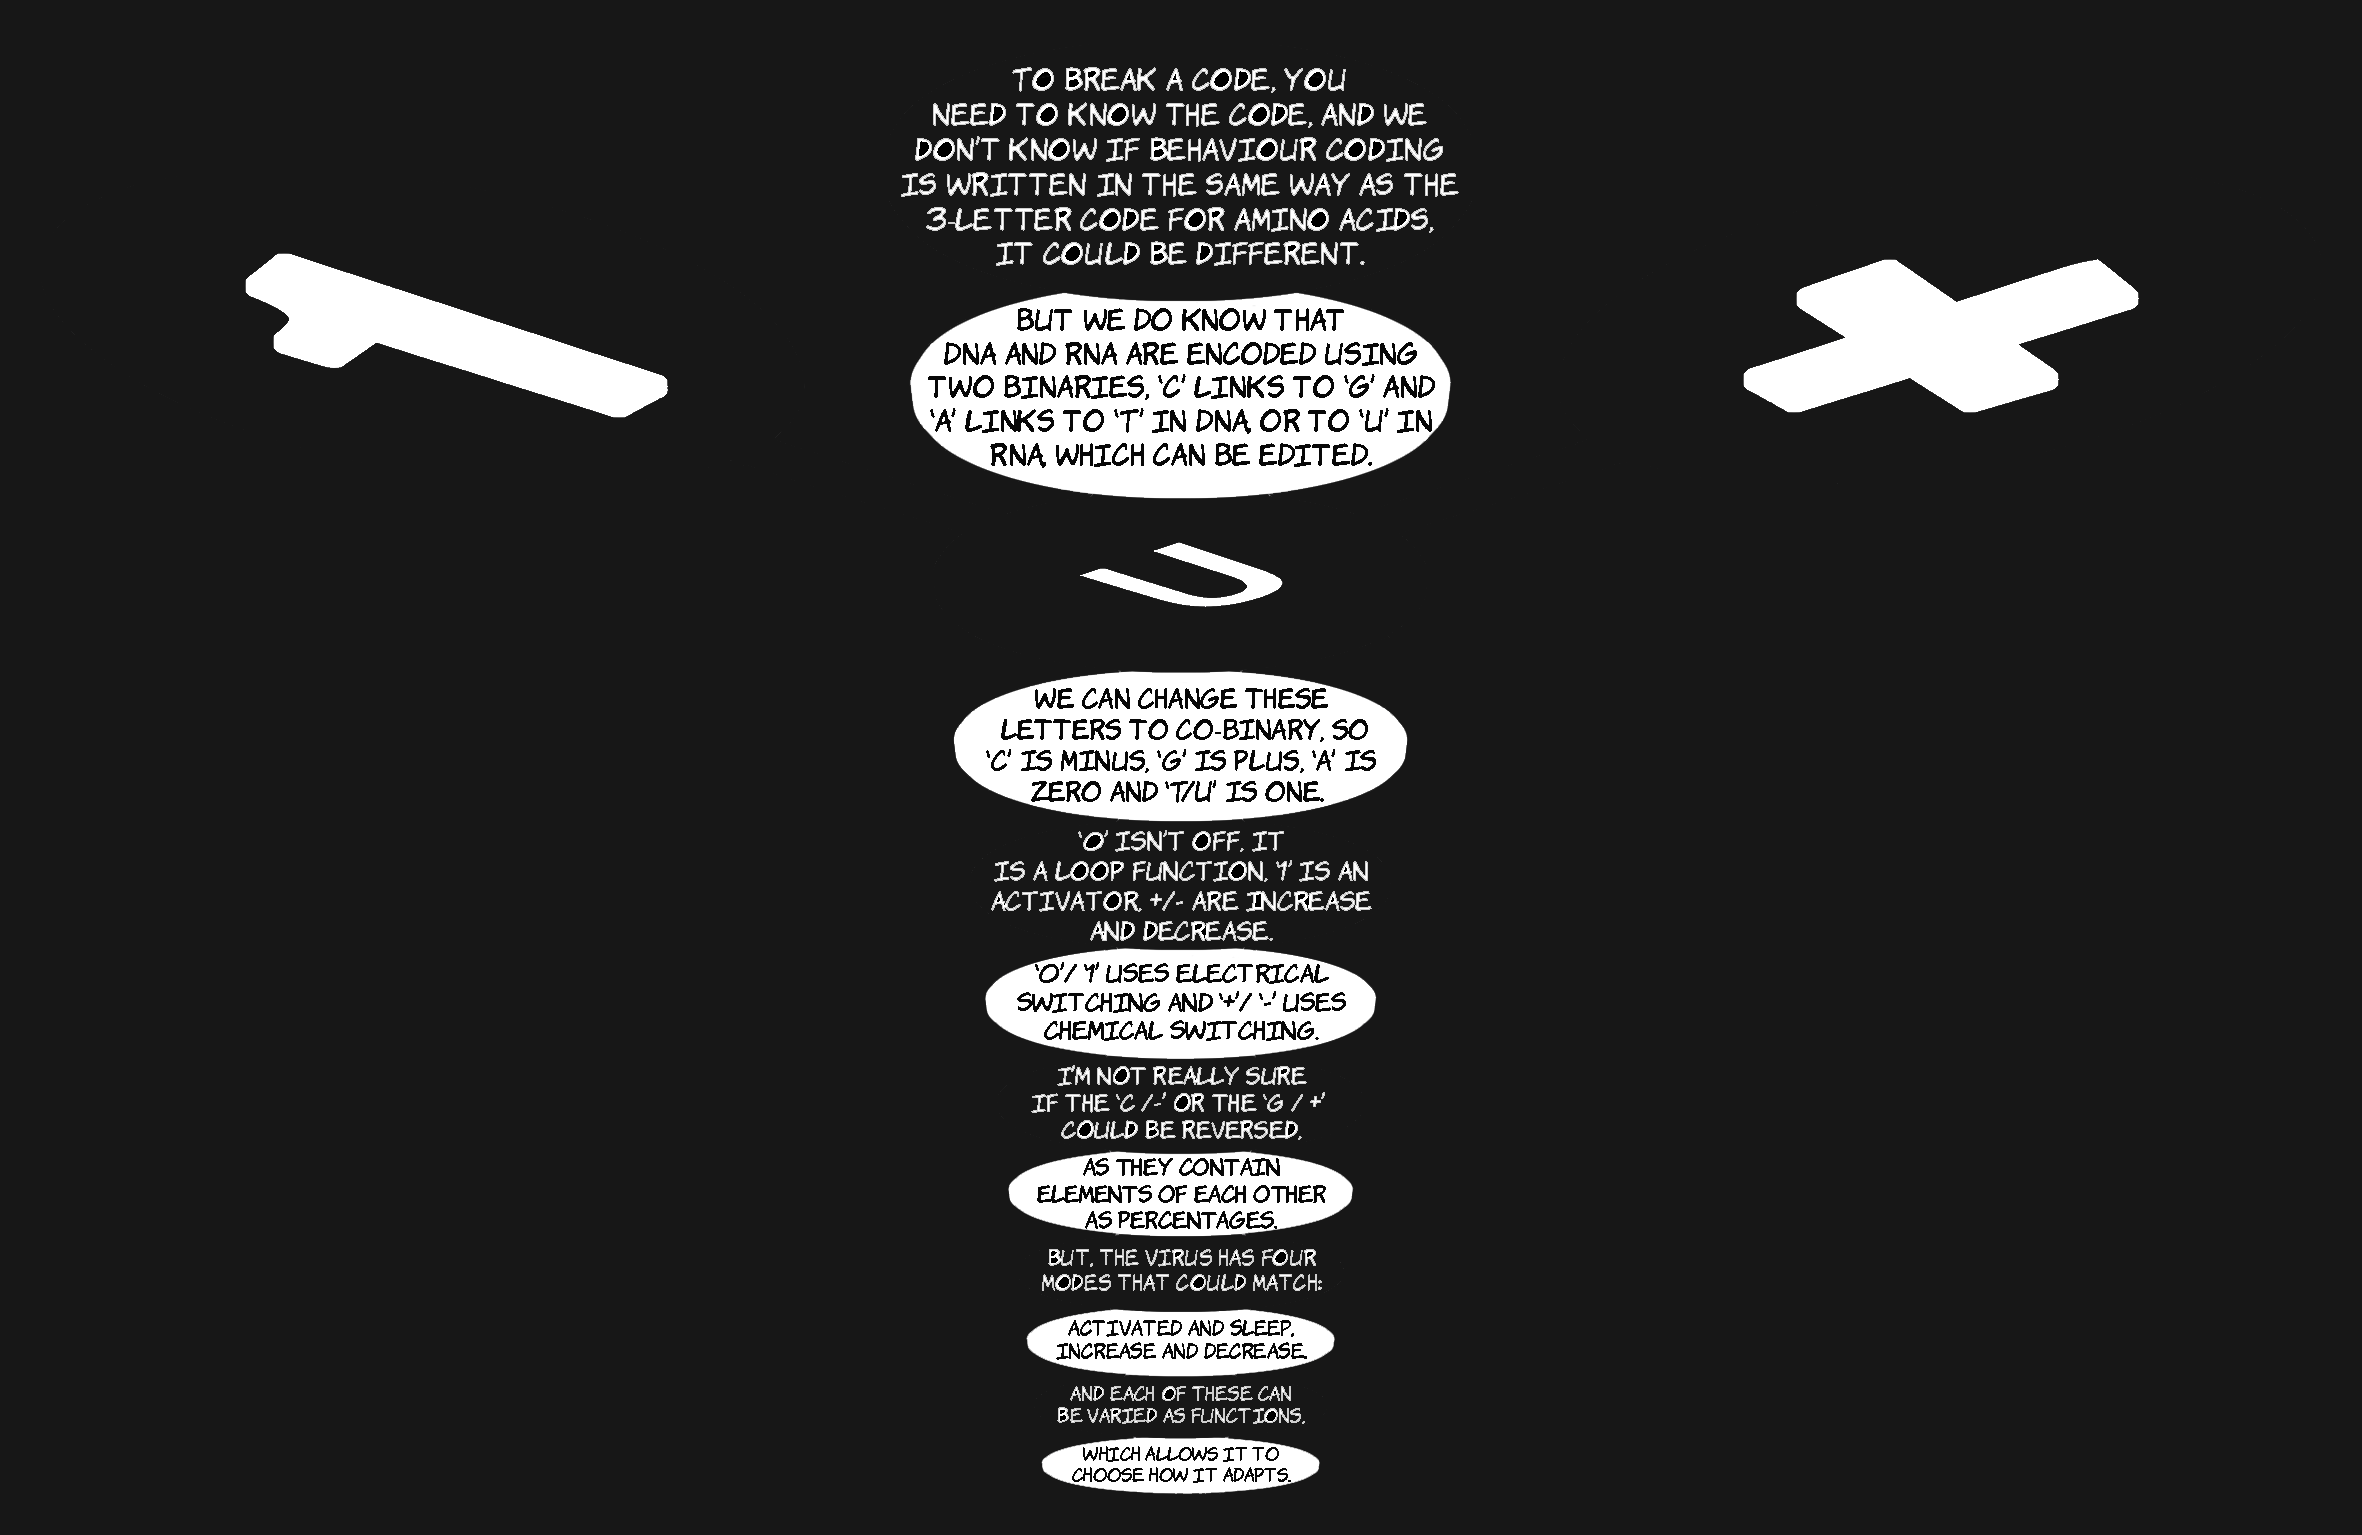 TO BREAK A CODE, YOU
NEED TO KNOW THE CODE, AND WE
DON'T KNOW IF BEHAVIOUR CODING
IS WRITTEN IN THE SAME WAY AS THE
3-LETTER CODE FOR AMINO ACIDS,
IT COULD BE DIFFERENT.
1
+
BUT WE DO KNOW THAT
DNA AND RNA ARE ENCODED USING
TWO BINARIES, 'C' LINKS TO 'G' AND
'A' LINKS TO 'T' IN DNA, OR TO 'U' IN
RNA, WHICH CAN BE EDITED.
U
WE CAN CHANGE THESE
LETTERS TO CO-BINARY, SO
'C' IS MINUS, 'G' IS PLUS, 'A' IS
ZERO AND 'T/U' IS ONE.
'0' ISN'T OFF, IT
IS A LOOP FUNCTION, '1' IS AN
ACTIVATOR, +/- ARE INCREASE
AND DECREASE.
'0'/ '1' USES ELECTRICAL
SWITCHING AND '+'/ '-' USES
CHEMICAL SWITCHING.
I'M NOT REALLY SURE
IF THE 'C /-' OR THE 'G / +'
COULD BE REVERSED,
AS THEY CONTAIN
ELEMENTS OF EACH OTHER
AS PERCENTAGES.
BUT, THE VIRUS HAS FOUR
MODES THAT COULD MATCH:
ACTIVATED AND SLEEP,
INCREASE AND DECREASE.
AND EACH OF THESE CAN
BE VARIED AS FUNCTIONS,
WHICH ALLOWS IT TO
CHOOSE HOW IT ADAPTS.